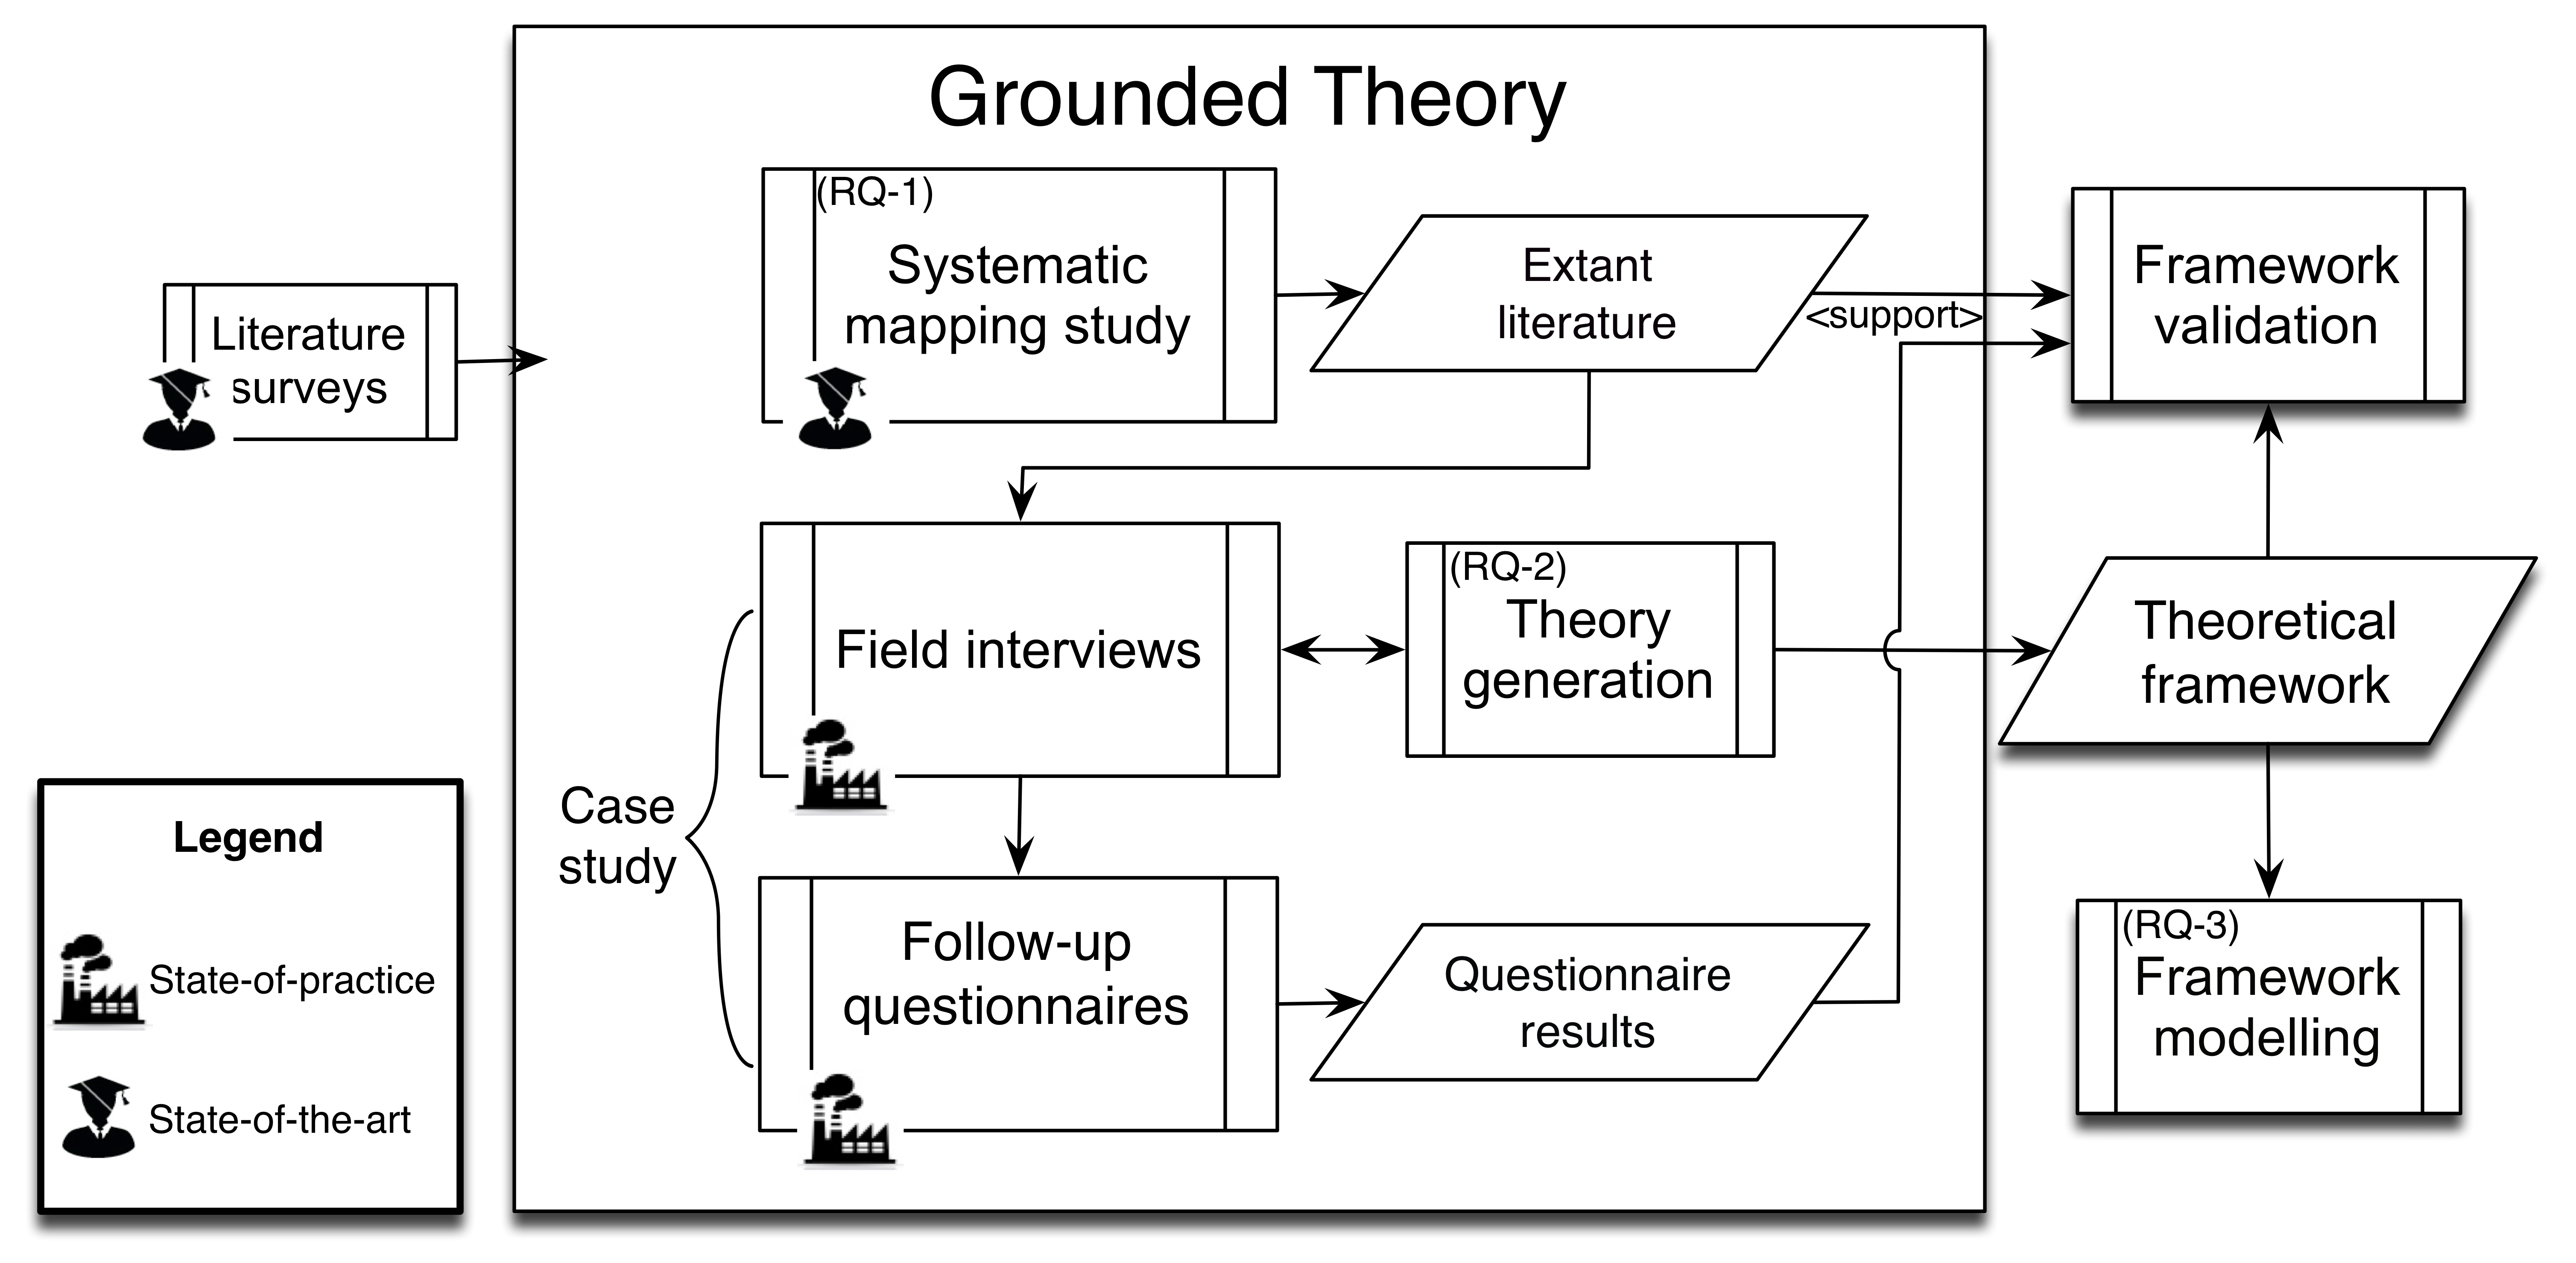 Grounded Theory
(RQ-1)
Systematic
mapping study
Extant
literature
<support>
Framework
validation
Literature
surveys
Field interviews
(RQ-2)
Theory
generation
Theoretical
framework
Case
study
Follow-up
questionnaires
Questionnaire
results
(RQ-3)
Framework
modelling
Legend
State-of-practice
State-of-the-art